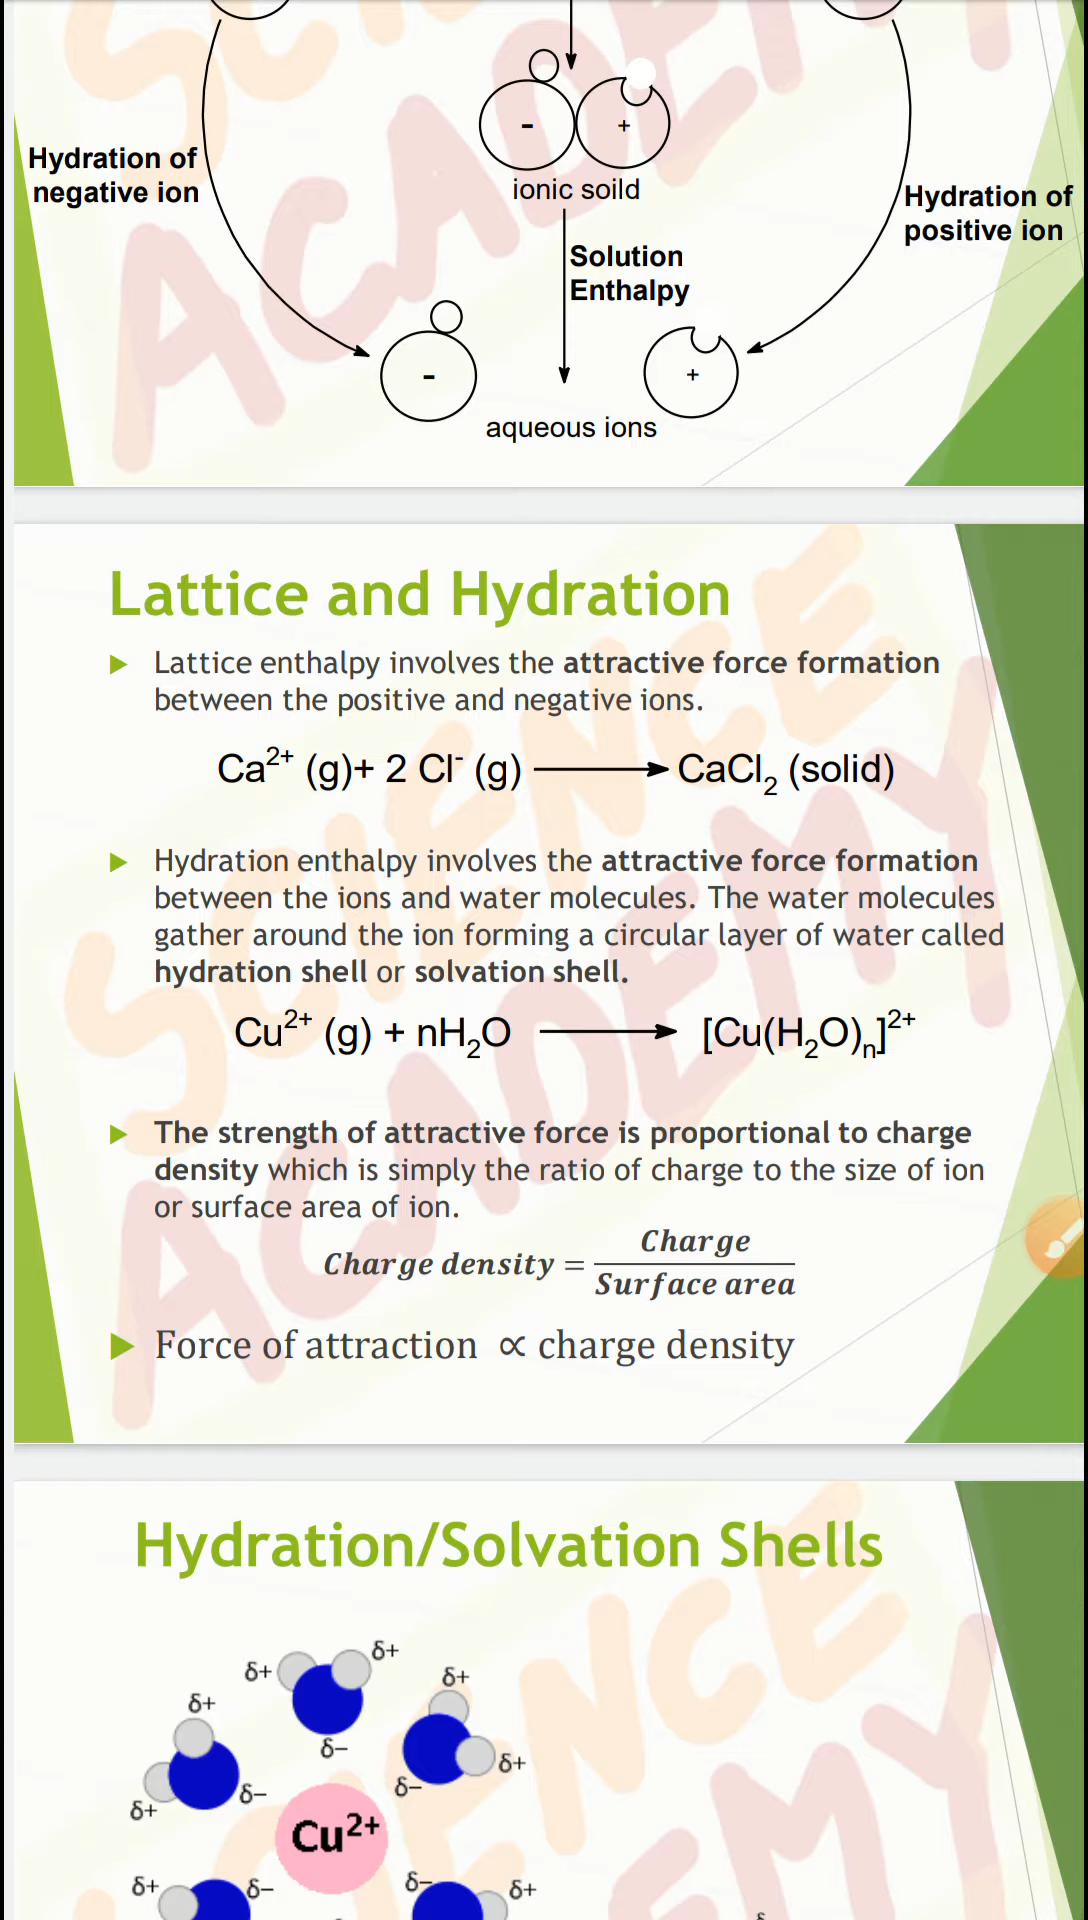 -
+
Hydration of
negative ion
ionic soild
Hydration of
positive ion
Solution
Enthalpy
-
+
aqueous ions
Lattice and Hydration
Lattice enthalpy involves the attractive force formation
between the positive and negative ions.
Ca²⁺ (g)+ 2 Cl⁻ (g) ⟶ CaCl₂ (solid)
Hydration enthalpy involves the attractive force formation
between the ions and water molecules. The water molecules
gather around the ion forming a circular layer of water called
hydration shell or solvation shell.
Cu²⁺ (g) + nH₂O ⟶ [Cu(H₂O)ₙ]²⁺
The strength of attractive force is proportional to charge
density which is simply the ratio of charge to the size of ion
or surface area of ion.
Charge density = Charge / Surface area
Force of attraction ∝ charge density
Hydration/Solvation Shells
δ+
δ+
δ+
δ+
δ−
δ+
δ−
δ−
δ+
Cu²⁺
δ+
δ−
δ−
δ+
SCIENCE
ACADEMY